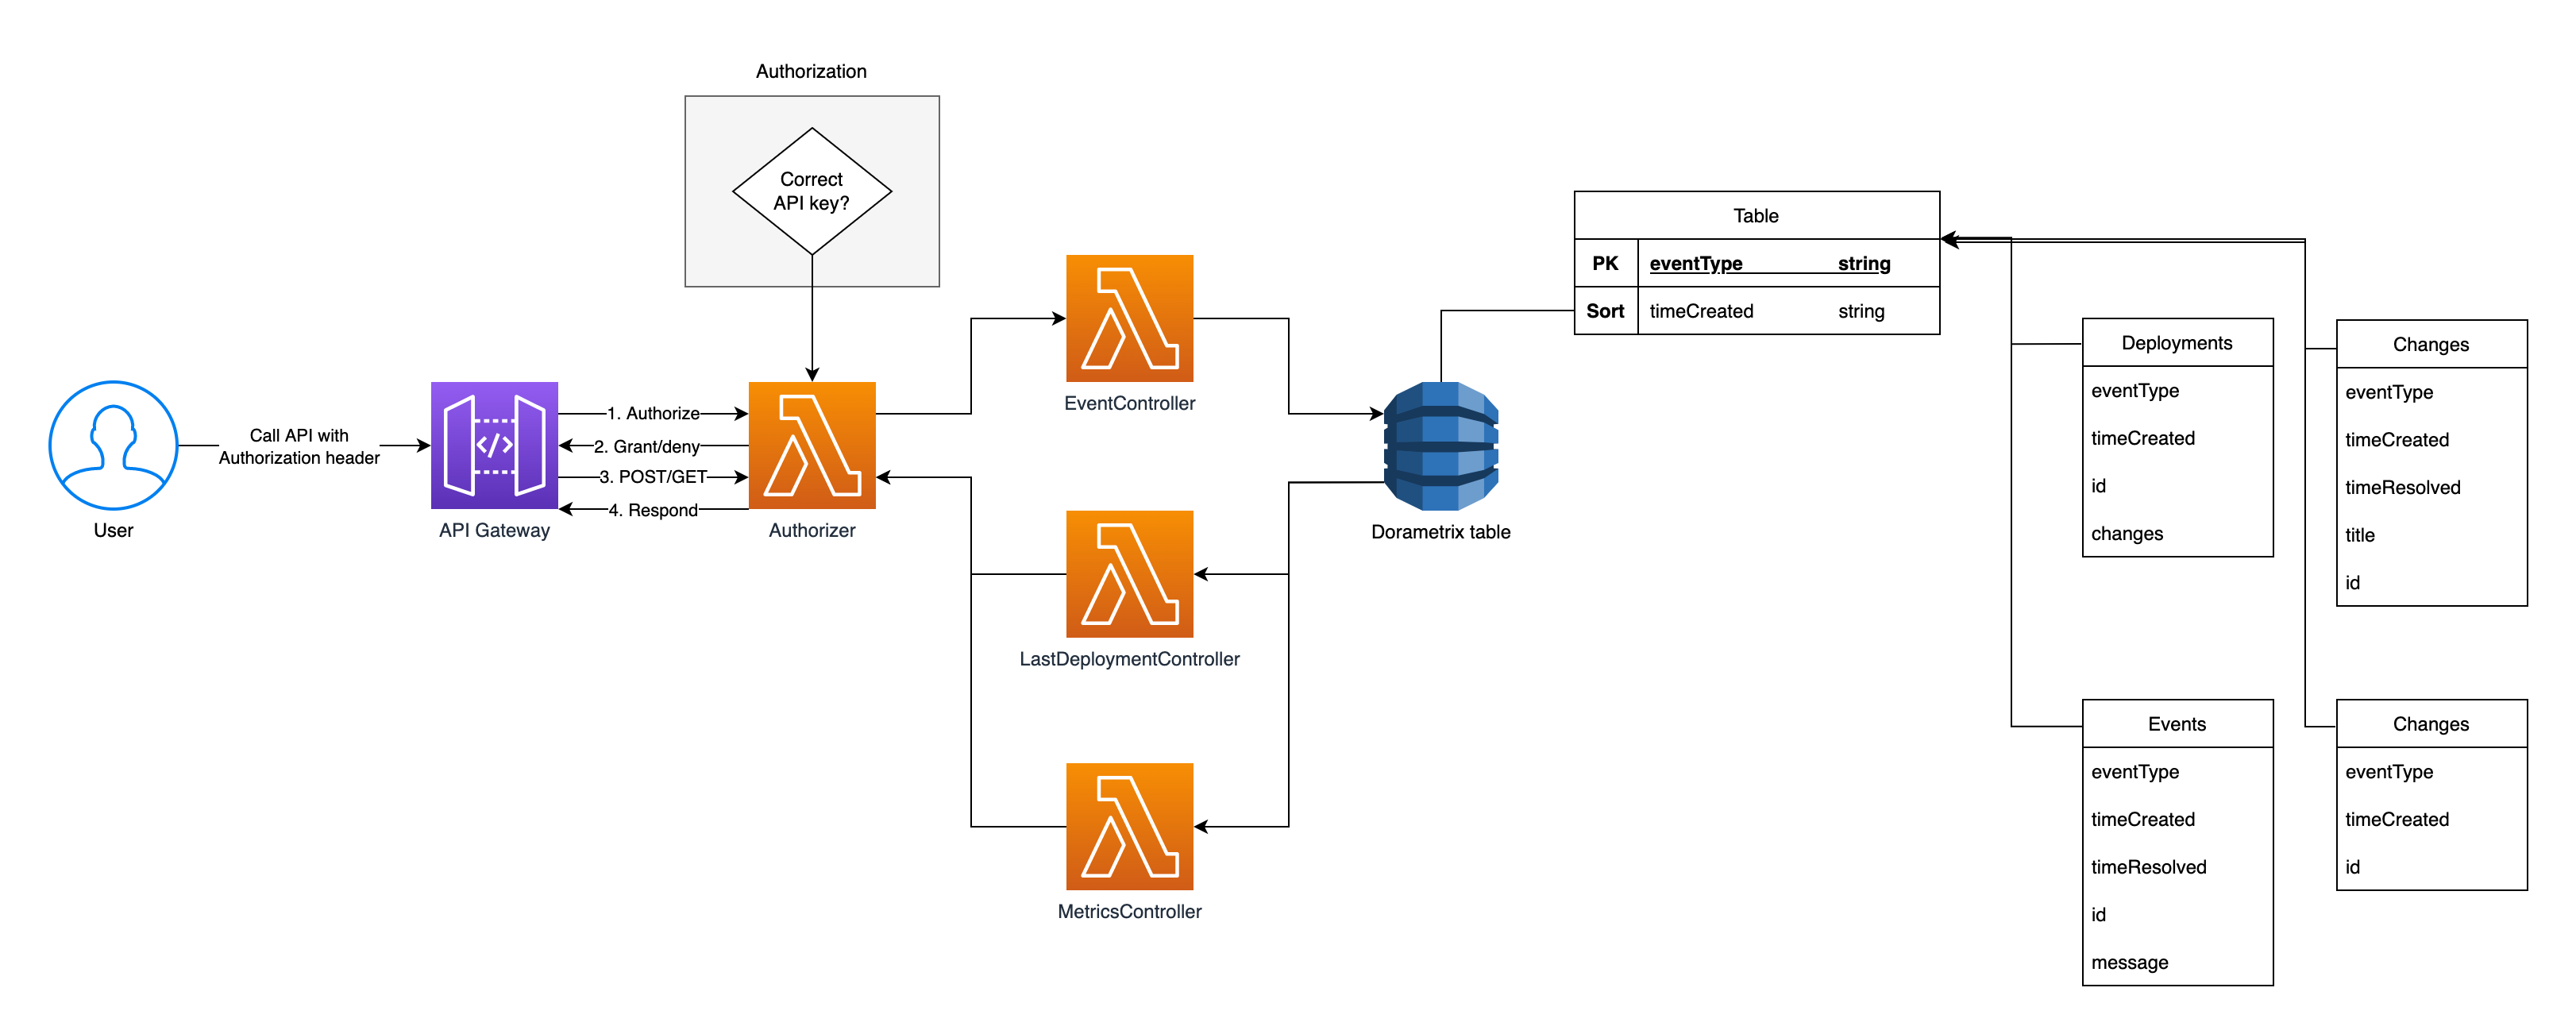 Authorization
Correct
API key?
User
Call API with
Authorization header
API Gateway
1. Authorize
2. Grant/deny
3. POST/GET
4. Respond
Authorizer
EventController
LastDeploymentController
MetricsController
Dorametrix table
Table
PK eventType string
Sort timeCreated string
Deployments
eventType
timeCreated
id
changes
Changes
eventType
timeCreated
timeResolved
title
id
Events
eventType
timeCreated
timeResolved
id
message
Changes
eventType
timeCreated
id